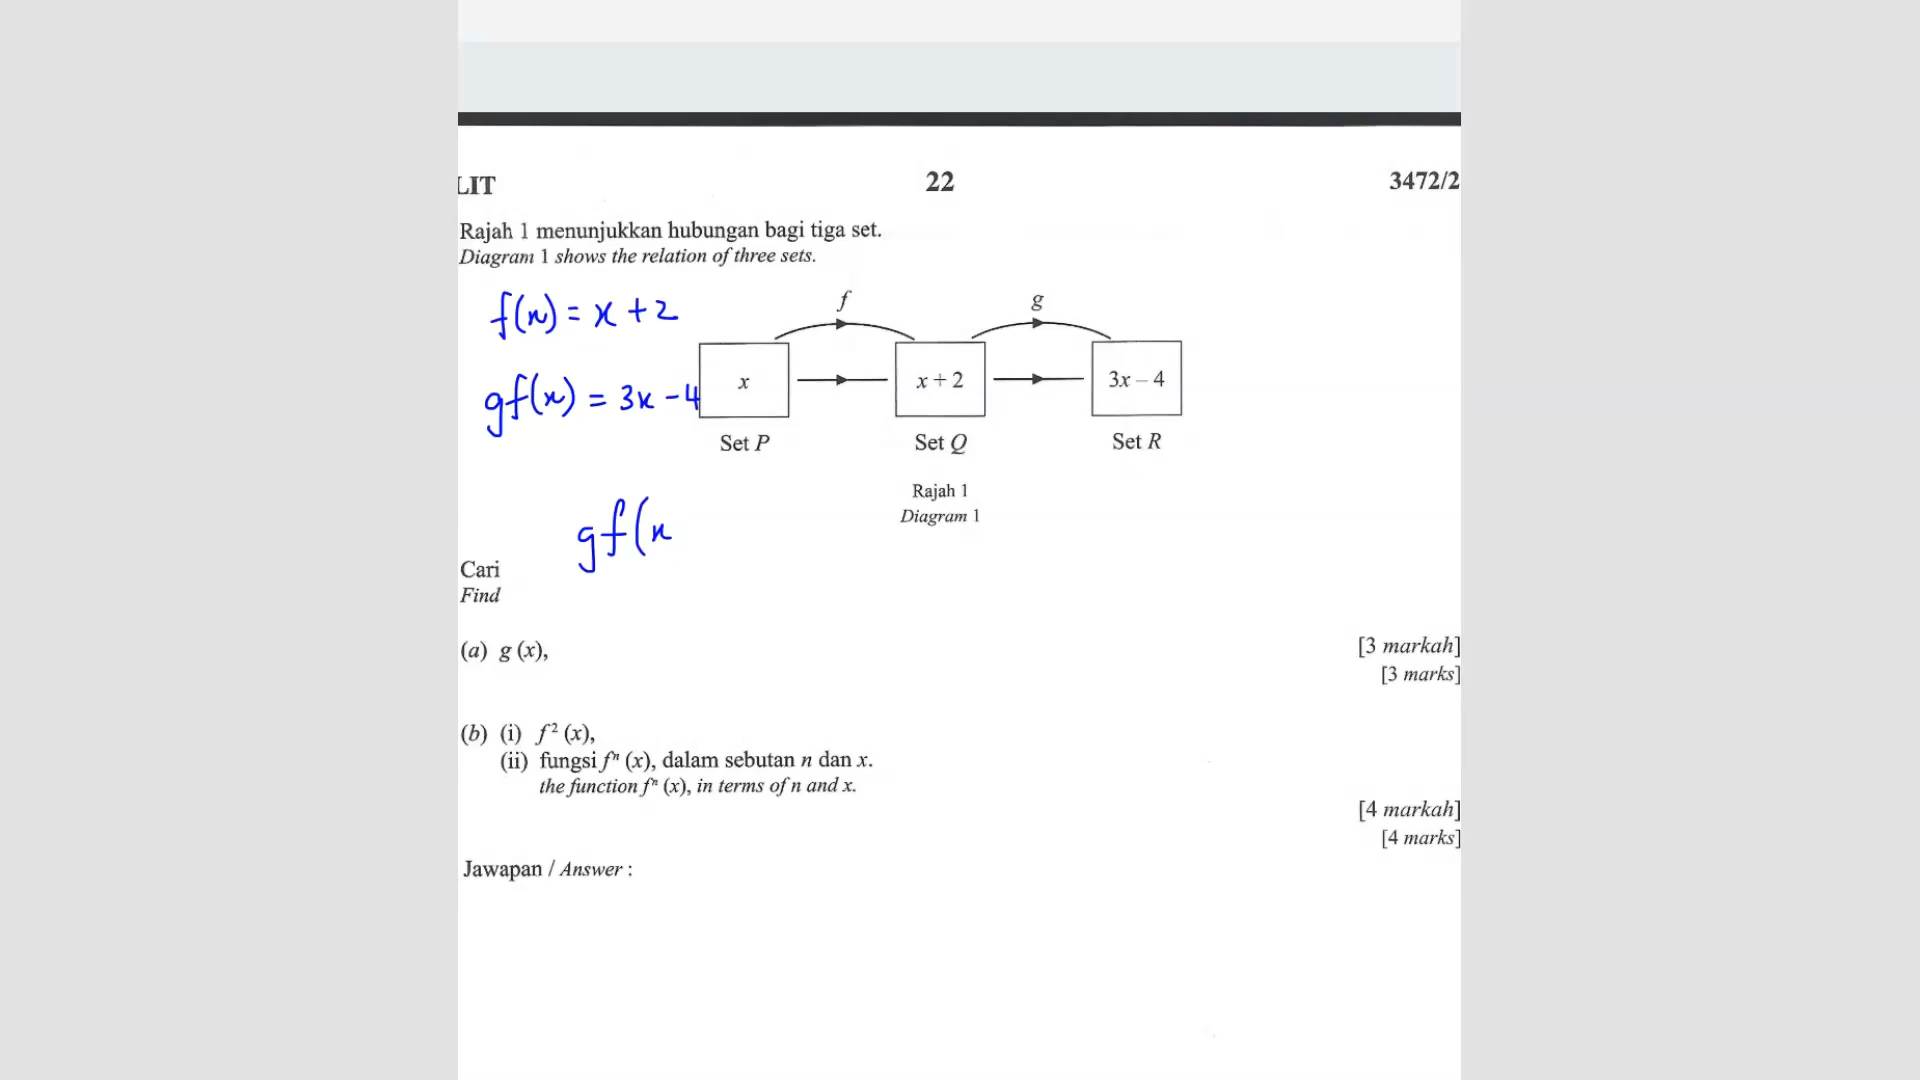 LIT 22 3472/2
Rajah 1 menunjukkan hubungan bagi tiga set.
Diagram 1 shows the relation of three sets.
f(x) = x + 2
f g
gf(x) = 3x - 4
x x + 2 3x – 4
Set P Set Q Set R
Rajah 1
Diagram 1
gf(x
Cari
Find
(a) g (x), [3 markah]
[3 marks]
(b) (i) f² (x),
(ii) fungsi fⁿ (x), dalam sebutan n dan x.
the function fⁿ (x), in terms of n and x.
[4 markah]
[4 marks]
Jawapan / Answer :